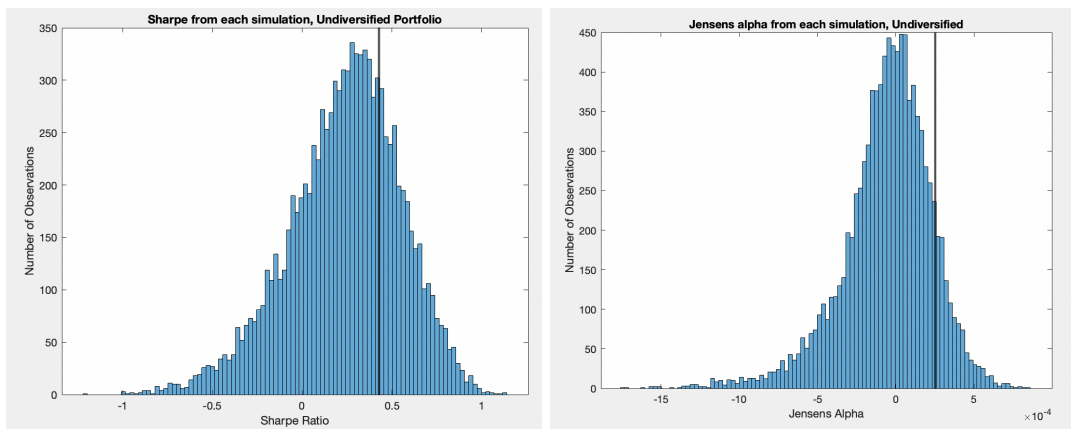 Sharpe from each simulation, Undiversified Portfolio
350
300
250
200
150
100
50
0
Number of Observations
-1 -0.5 0 0.5 1
Sharpe Ratio
Jensens alpha from each simulation, Undiversified
450
400
350
300
250
200
150
100
50
0
Number of Observations
-15 -10 -5 0 5
Jensens Alpha
×10⁻⁴